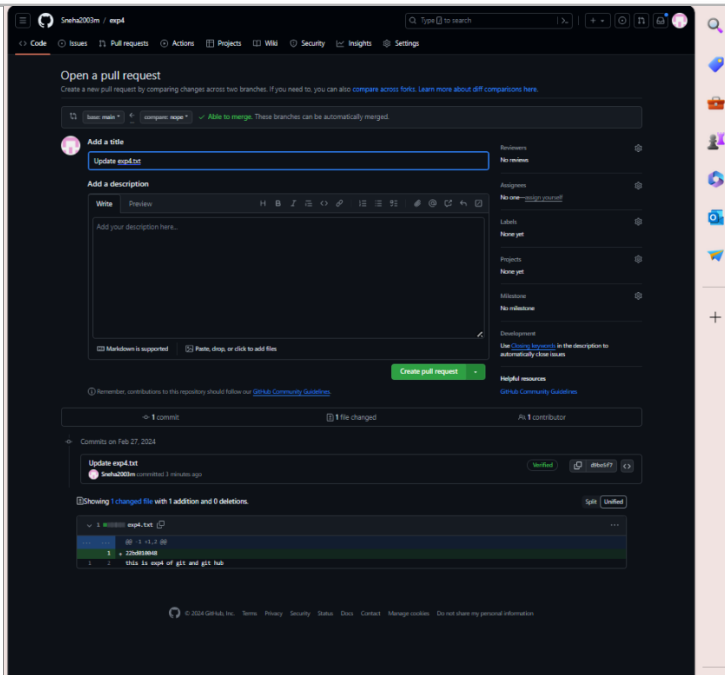 Sneha2003m / exp4
Type / to search
Code Issues Pull requests Actions Projects Wiki Security Insights Settings
Open a pull request
Create a new pull request by comparing changes across two branches. If you need to, you can also compare across forks. Learn more about diff comparisons here.
base: main compare: nope Able to merge. These branches can be automatically merged.
Add a title
Update exp4.txt
Add a description
Write Preview
Add your description here...
Markdown is supported Paste, drop, or click to add files
Create pull request
Remember, contributions to this repository should follow our GitHub Community Guidelines.
Reviewers
No reviews
Assignees
No one—assign yourself
Labels
None yet
Projects
None yet
Milestone
No milestone
Development
Use Closing keywords in the description to
automatically close issues
Helpful resources
GitHub Community Guidelines
1 commit 1 file changed 1 contributor
Commits on Feb 27, 2024
Update exp4.txt
Sneha2003m committed 3 minutes ago
Verified
Showing 1 changed file with 1 addition and 0 deletions.
Split Unified
1 exp4.txt
@@ -1 +1,2 @@
1 +
1 2 this is exp4 of git and git hub
© 2024 GitHub, Inc. Terms Privacy Security Status Docs Contact Manage cookies Do not share my personal information